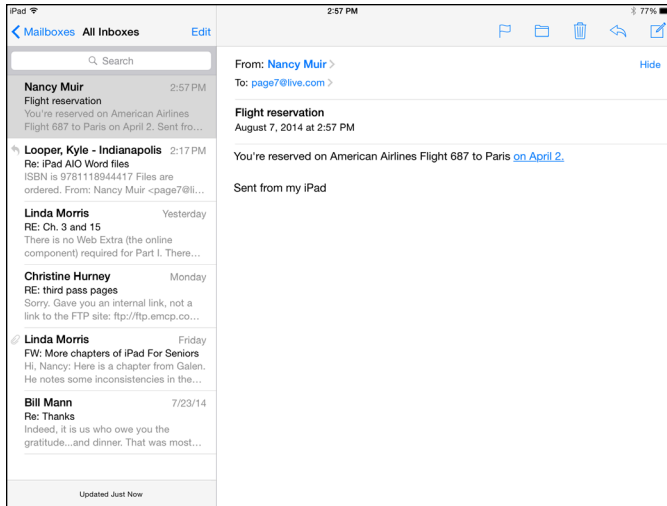 iPad 2:57 PM 77%
Mailboxes All Inboxes Edit
Search
Nancy Muir 2:57 PM
Flight reservation
You're reserved on American Airlines
Flight 687 to Paris on April 2. Sent fro...
Looper, Kyle - Indianapolis 2:17 PM
Re: iPad AIO Word files
ISBN is 9781118944417 Files are
ordered. From: Nancy Muir <page7@li...
Linda Morris Yesterday
RE: Ch. 3 and 15
There is no Web Extra (the online
component) required for Part I. There...
Christine Hurney Monday
RE: third pass pages
Sorry. Gave you an internal link, not a
link to the FTP site: ftp://ftp.emcp.co...
Linda Morris Friday
FW: More chapters of iPad For Seniors
Hi, Nancy: Here is a chapter from Galen.
He notes some inconsistencies in the...
Bill Mann 7/23/14
Re: Thanks
Indeed, it is us who owe you the
gratitude...and dinner. That was most...
Updated Just Now
From: Nancy Muir Hide
To: page7@live.com
Flight reservation
August 7, 2014 at 2:57 PM
You're reserved on American Airlines Flight 687 to Paris on April 2.
Sent from my iPad